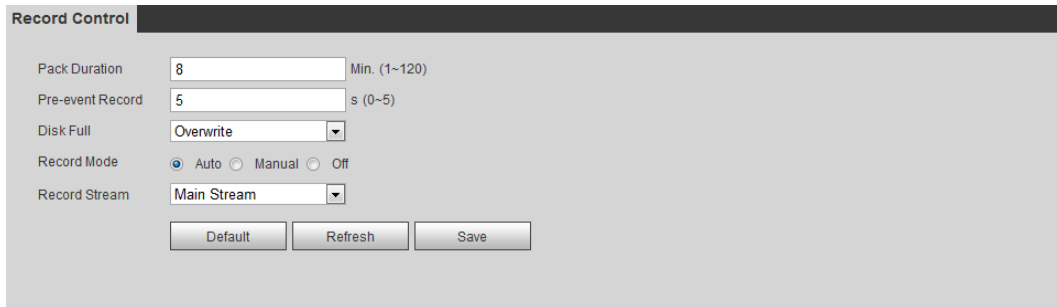 Record Control
Pack Duration 8 Min. (1~120)
Pre-event Record 5 s (0~5)
Disk Full Overwrite
Record Mode Auto Manual Off
Record Stream Main Stream
Default Refresh Save